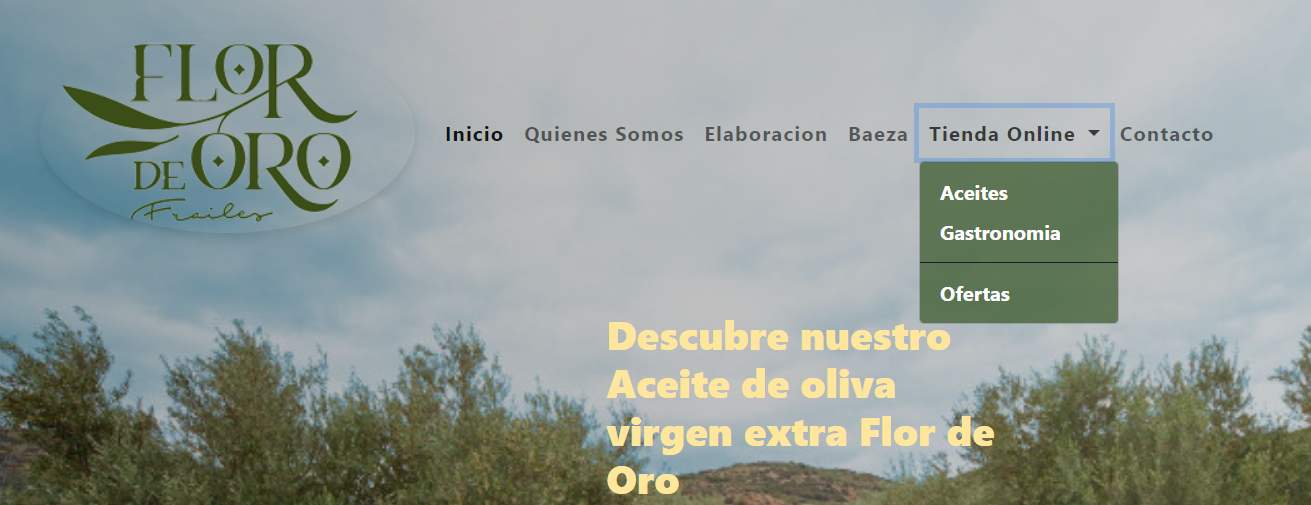 FLOR
DE ORO
Frailes
Inicio Quienes Somos Elaboracion Baeza Tienda Online Contacto
Aceites
Gastronomia
Ofertas
Descubre nuestro
Aceite de oliva
virgen extra Flor de
Oro